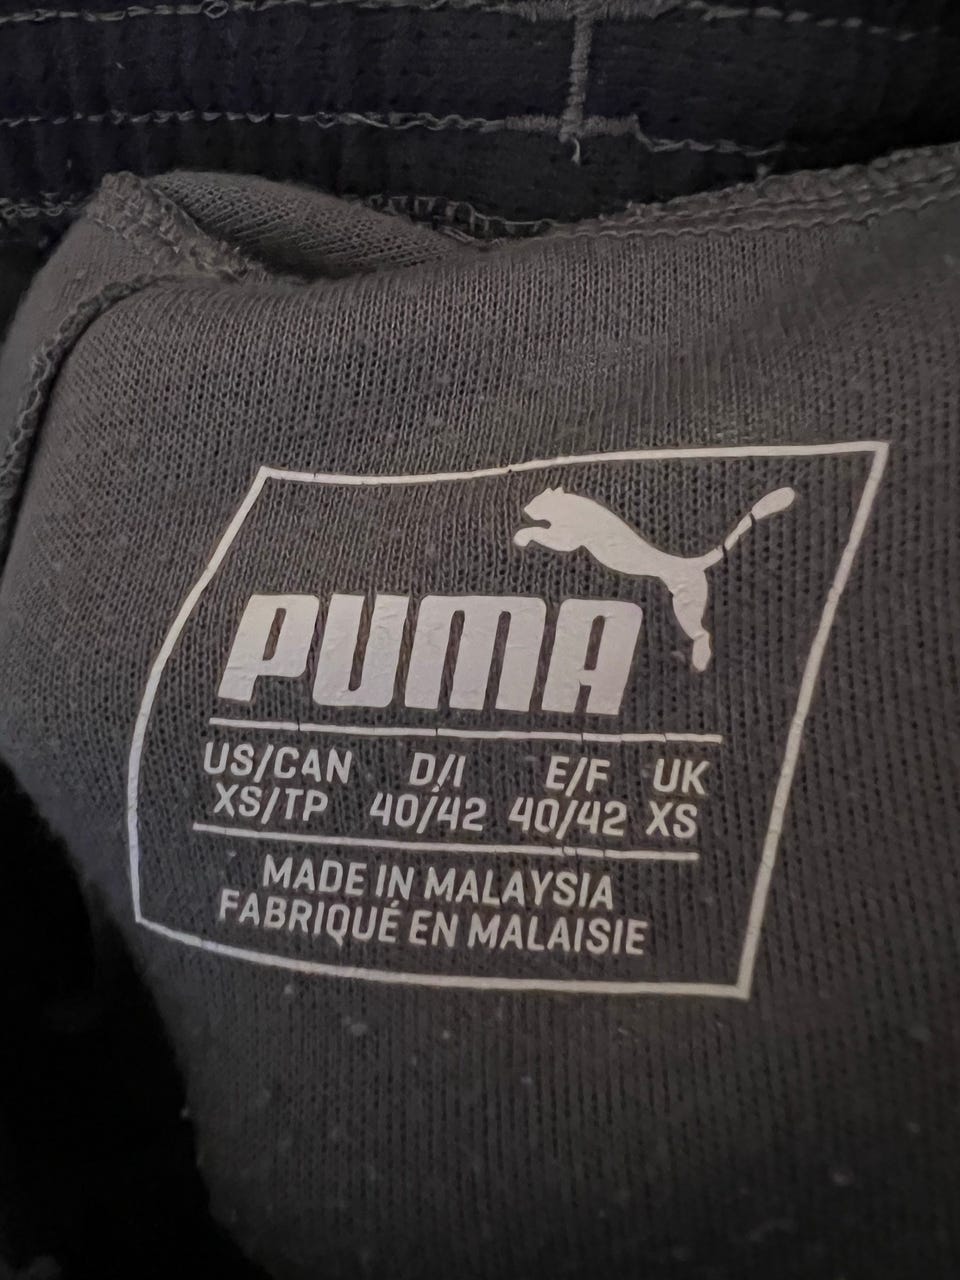 PUMA
US/CAN D/I E/F UK
XS/TP 40/42 40/42 XS
MADE IN MALAYSIA
FABRIQUÉ EN MALAISIE